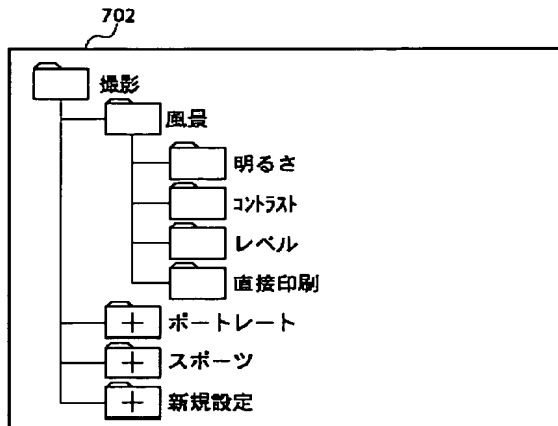 702
撮影
風景
明るさ
コントラスト
レベル
直接印刷
ポートレート
スポーツ
新規設定